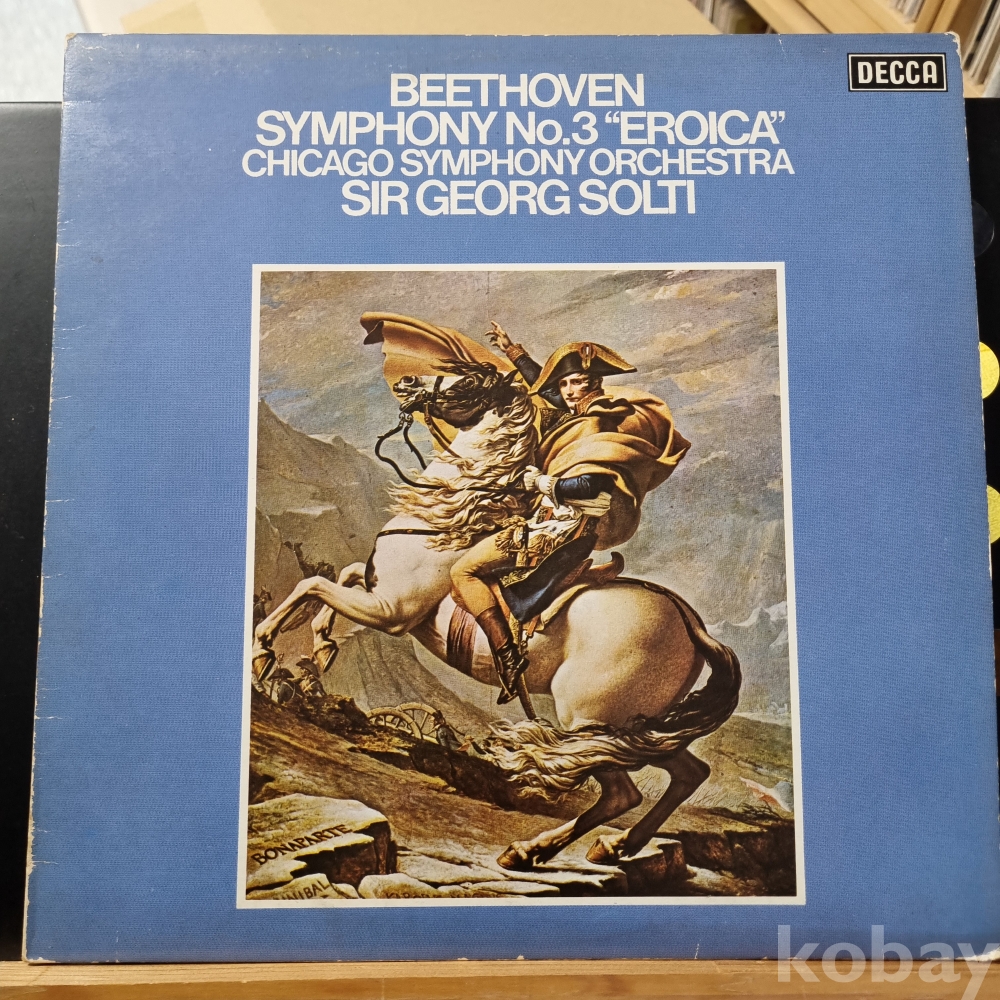 DECCA
BEETHOVEN
SYMPHONY No.3 “EROICA”
CHICAGO SYMPHONY ORCHESTRA
SIR GEORG SOLTI
BONAPARTE
kobay